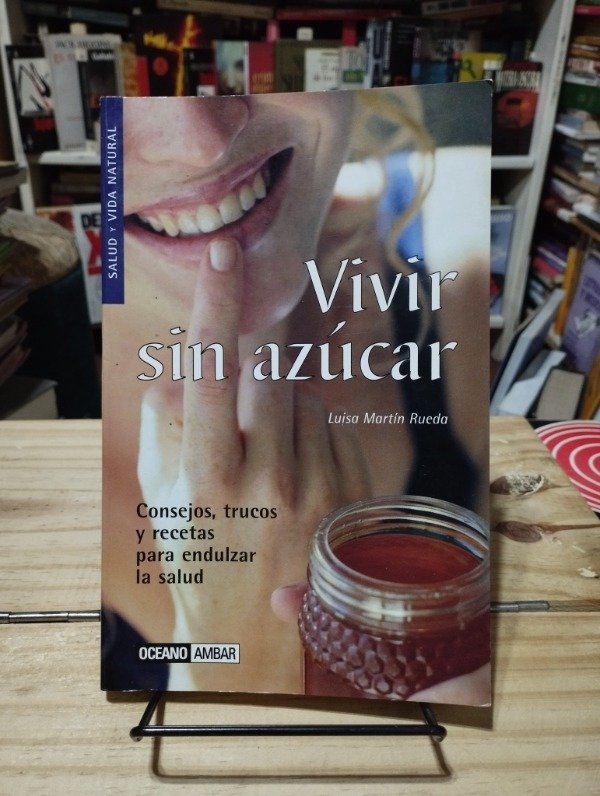 SALUD Y VIDA NATURAL
Vivir
sin azúcar
Luisa Martín Rueda
Consejos, trucos
y recetas
para endulzar
la salud
OCEANO AMBAR